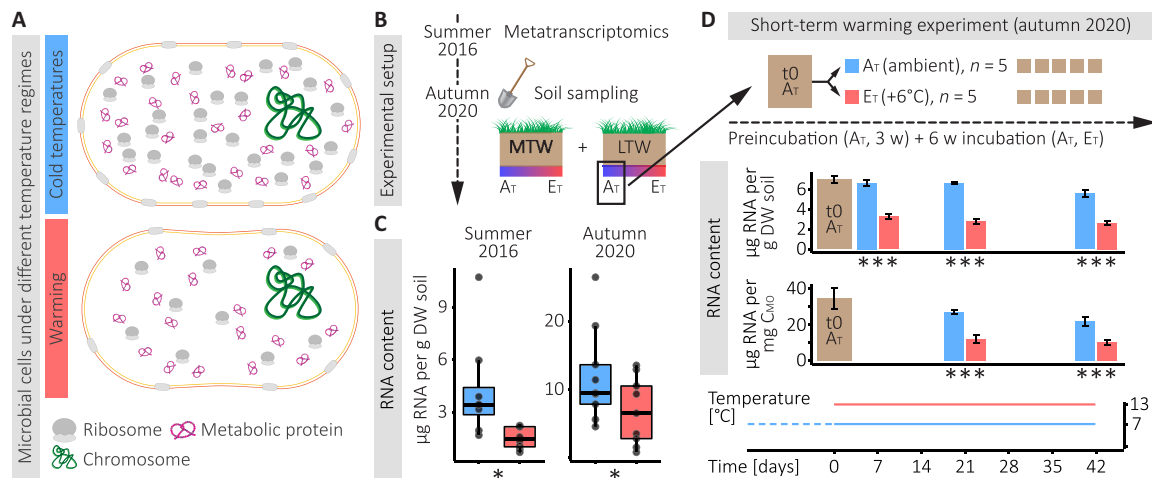 A
Microbial cells under different temperature regimes
Cold temperatures
Warming
Ribosome
Metabolic protein
Chromosome
B
Experimental setup
Summer
2016
Metatranscriptomics
Autumn
2020
Soil sampling
MTW
+
LTW
AT
ET
AT
ET
C
RNA content
Summer
2016
Autumn
2020
µg RNA per g DW soil
9
6
3
*
20
10
*
D
Short-term warming experiment (autumn 2020)
t0
AT
AT (ambient), n = 5
ET (+6°C), n = 5
Preincubation (AT, 3 w) + 6 w incubation (AT, ET)
RNA content
µg RNA per
g DW soil
6
4
2
0
t0
AT
***
***
***
µg RNA per
mg CMO
40
20
0
t0
AT
***
***
Temperature
[°C]
13
7
Time [days]
0
7
14
21
28
35
42